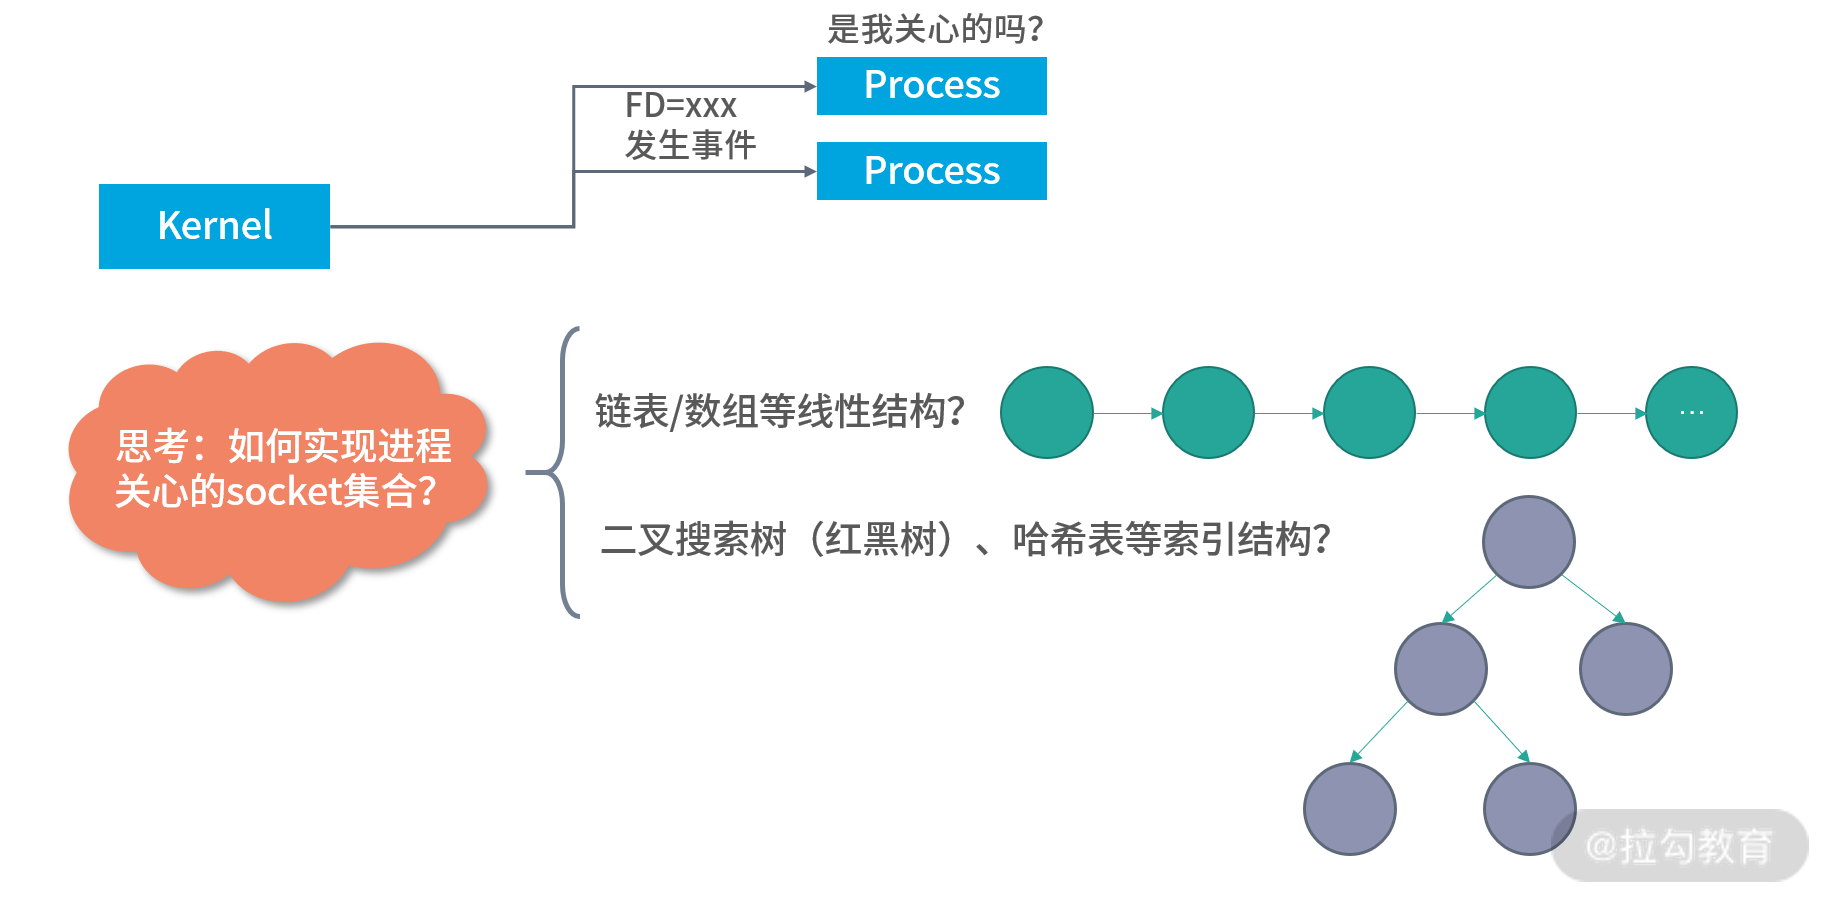 是我关心的吗？
Process
FD=xxx
发生事件
Process
Kernel
链表/数组等线性结构？
...
思考：如何实现进程
关心的socket集合？
二叉搜索树（红黑树）、哈希表等索引结构？
@拉勾教育